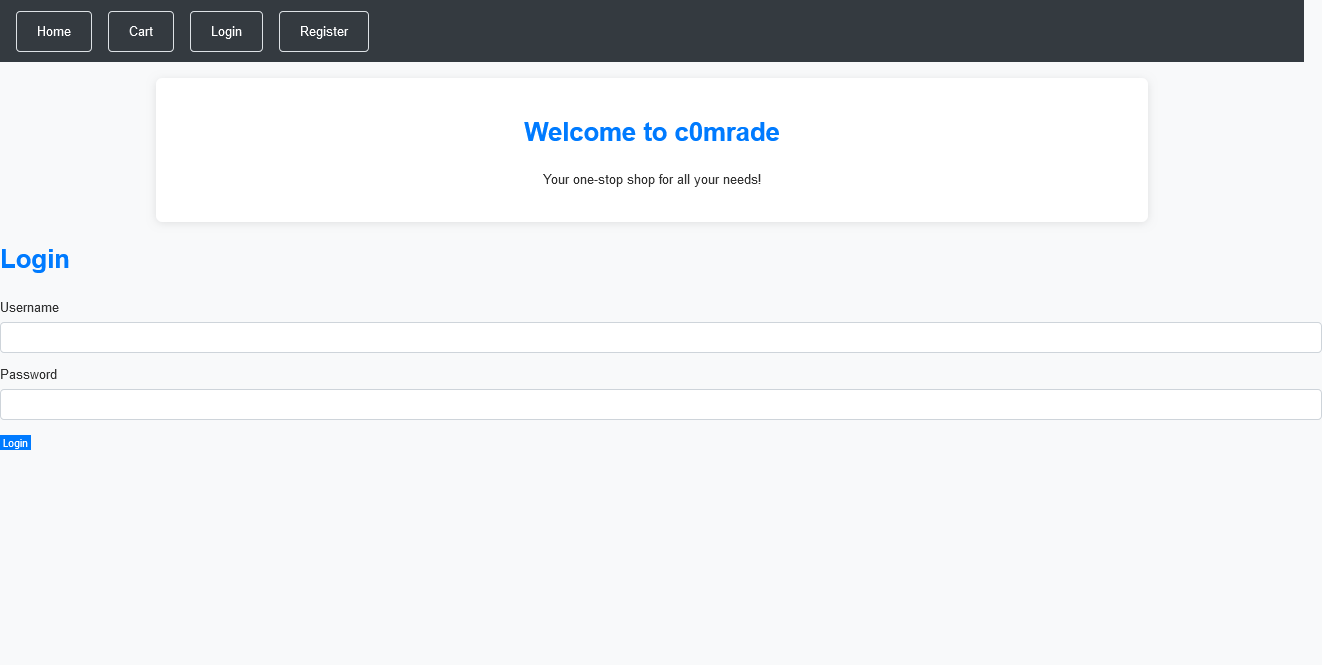 Home Cart Login Register
Welcome to c0mrade
Your one-stop shop for all your needs!
Login
Username
Password
Login